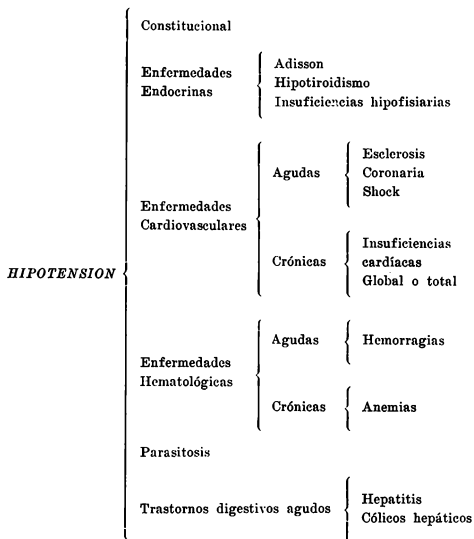 Constitucional
Enfermedades
Endocrinas
Adisson
Hipotiroidismo
Insuficiencias hipofisiarias
Enfermedades
Cardiovasculares
Agudas
Esclerosis
Coronaria
Shock
Crónicas
Insuficiencias
cardíacas
Global o total
HIPOTENSION
Enfermedades
Hematológicas
Agudas
Hemorragias
Crónicas
Anemias
Parasitosis
Trastornos digestivos agudos
Hepatitis
Cólicos hepáticos